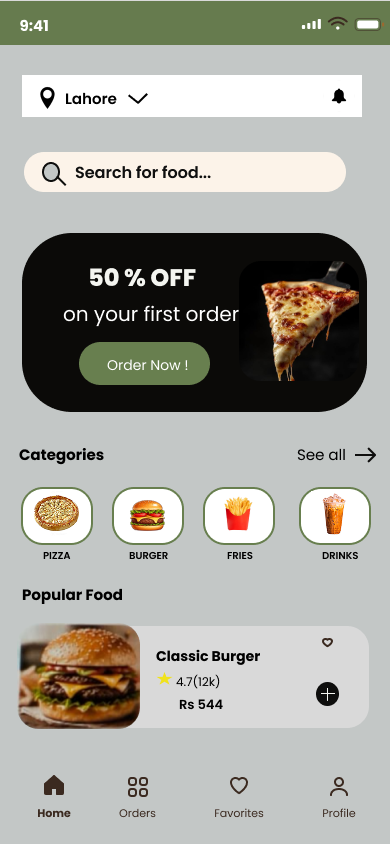 9:41
Lahore
Search for food...
50 % OFF
on your first order
Order Now !
Categories
See all
PIZZA BURGER FRIES DRINKS
Popular Food
Classic Burger
4.7(12k)
Rs 544
Home Orders Favorites Profile